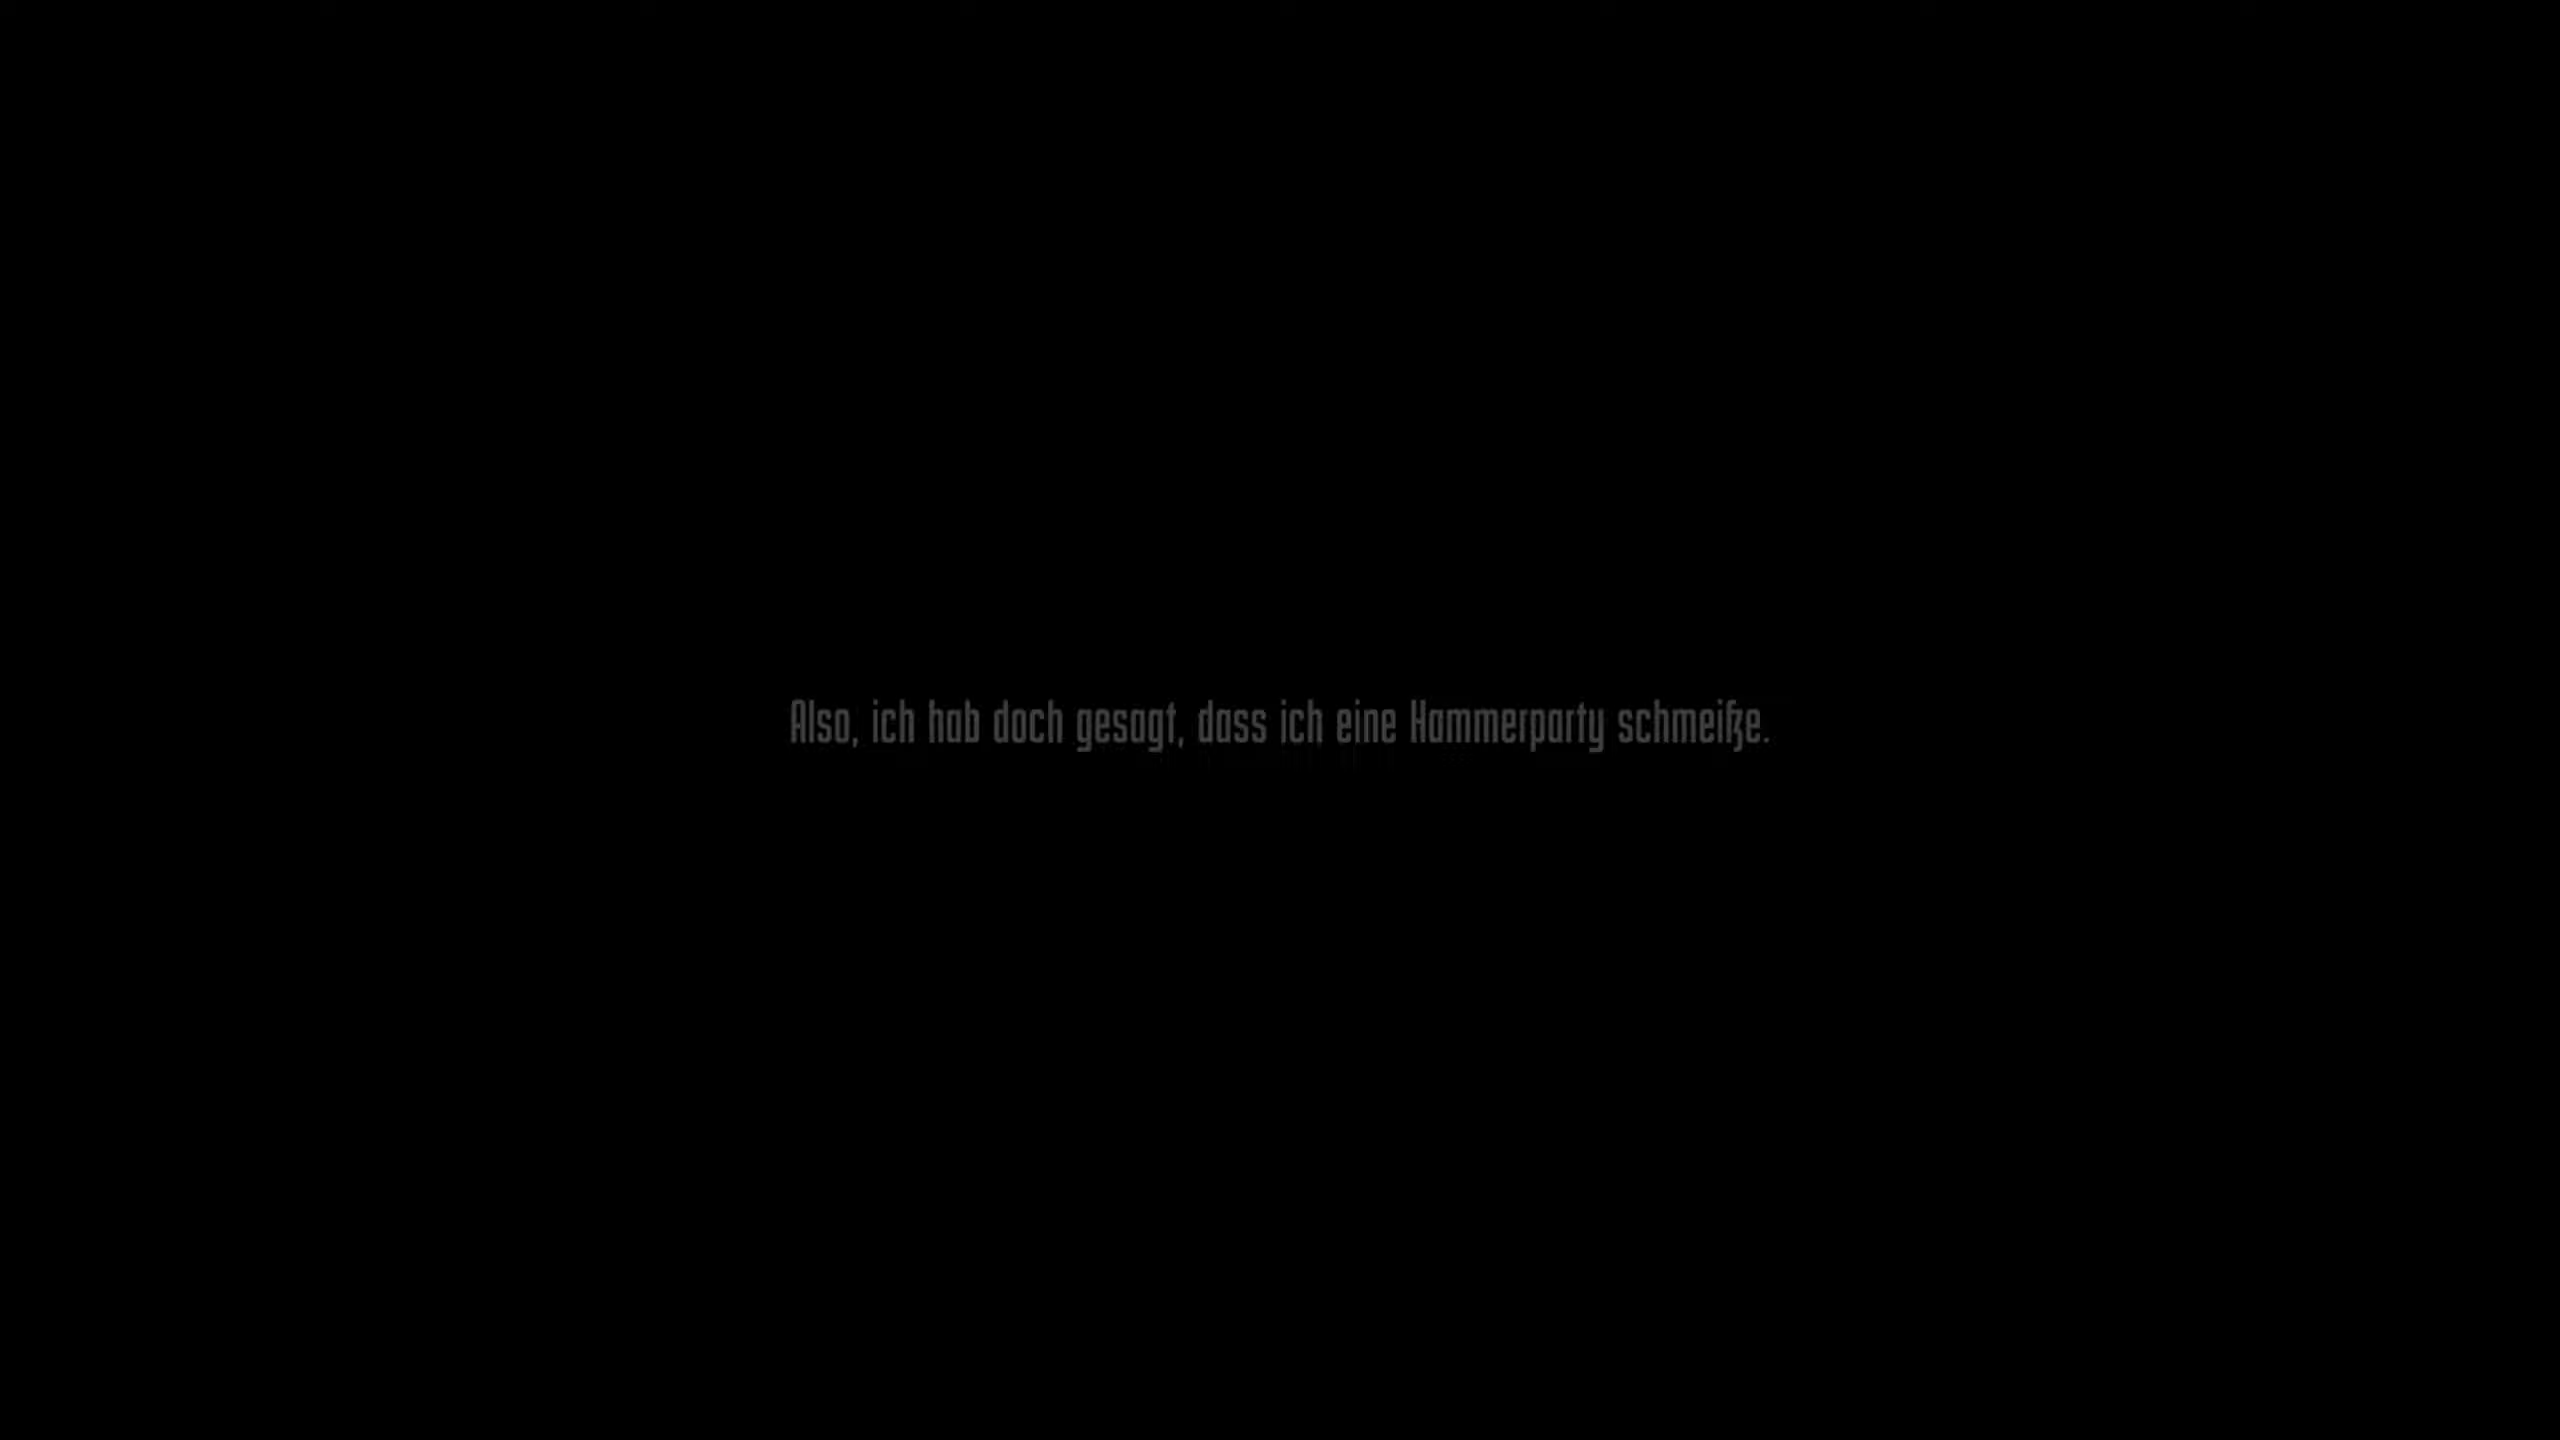 Also, ich hab doch gesagt, dass ich eine Hammerparty schmeiße.